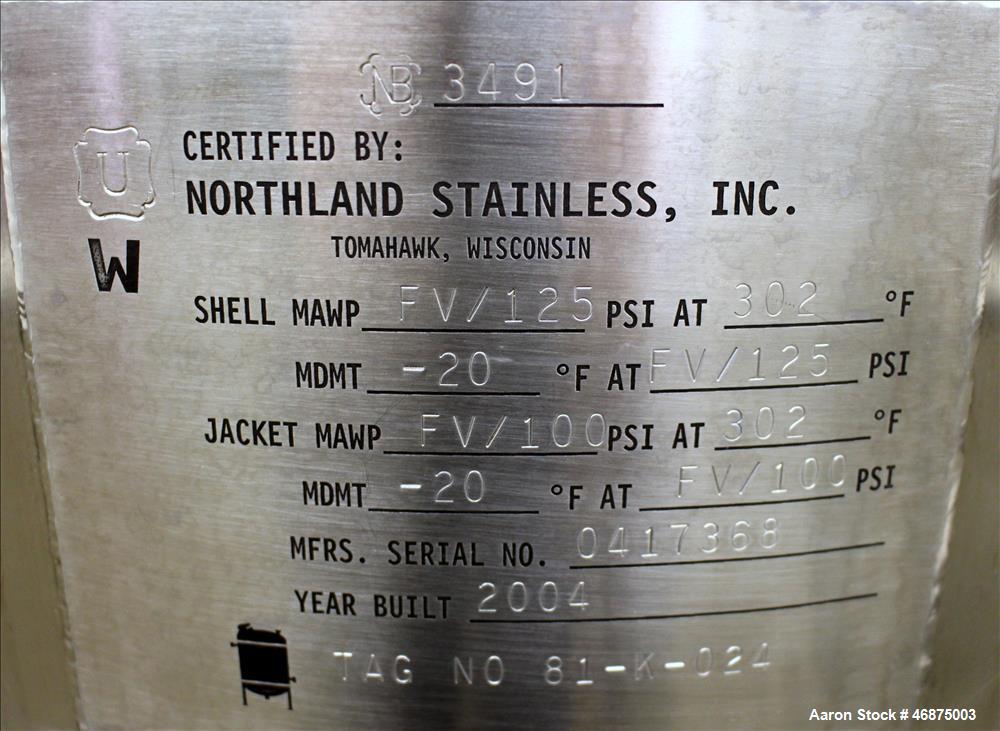 NB 3491
U
CERTIFIED BY:
NORTHLAND STAINLESS, INC.
W
TOMAHAWK, WISCONSIN
SHELL MAWP FV/125 PSI AT 302 °F
MDMT -20 °F AT FV/125 PSI
JACKET MAWP FV/100 PSI AT 302 °F
MDMT -20 °F AT FV/100 PSI
MFRS. SERIAL NO. 0417368
YEAR BUILT 2004
TAG NO 81-K-024
Aaron Stock # 46875003